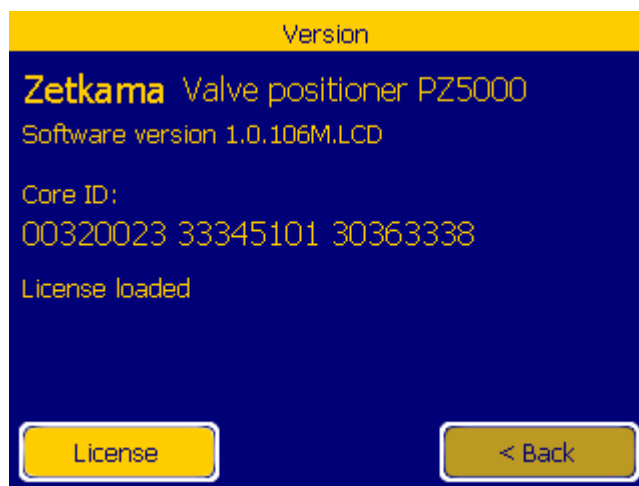 Version
Zetkama Valve positioner PZ5000
Software version 1.0.106M.LCD
Core ID:
00320023 33345101 30363338
License loaded
License
< Back